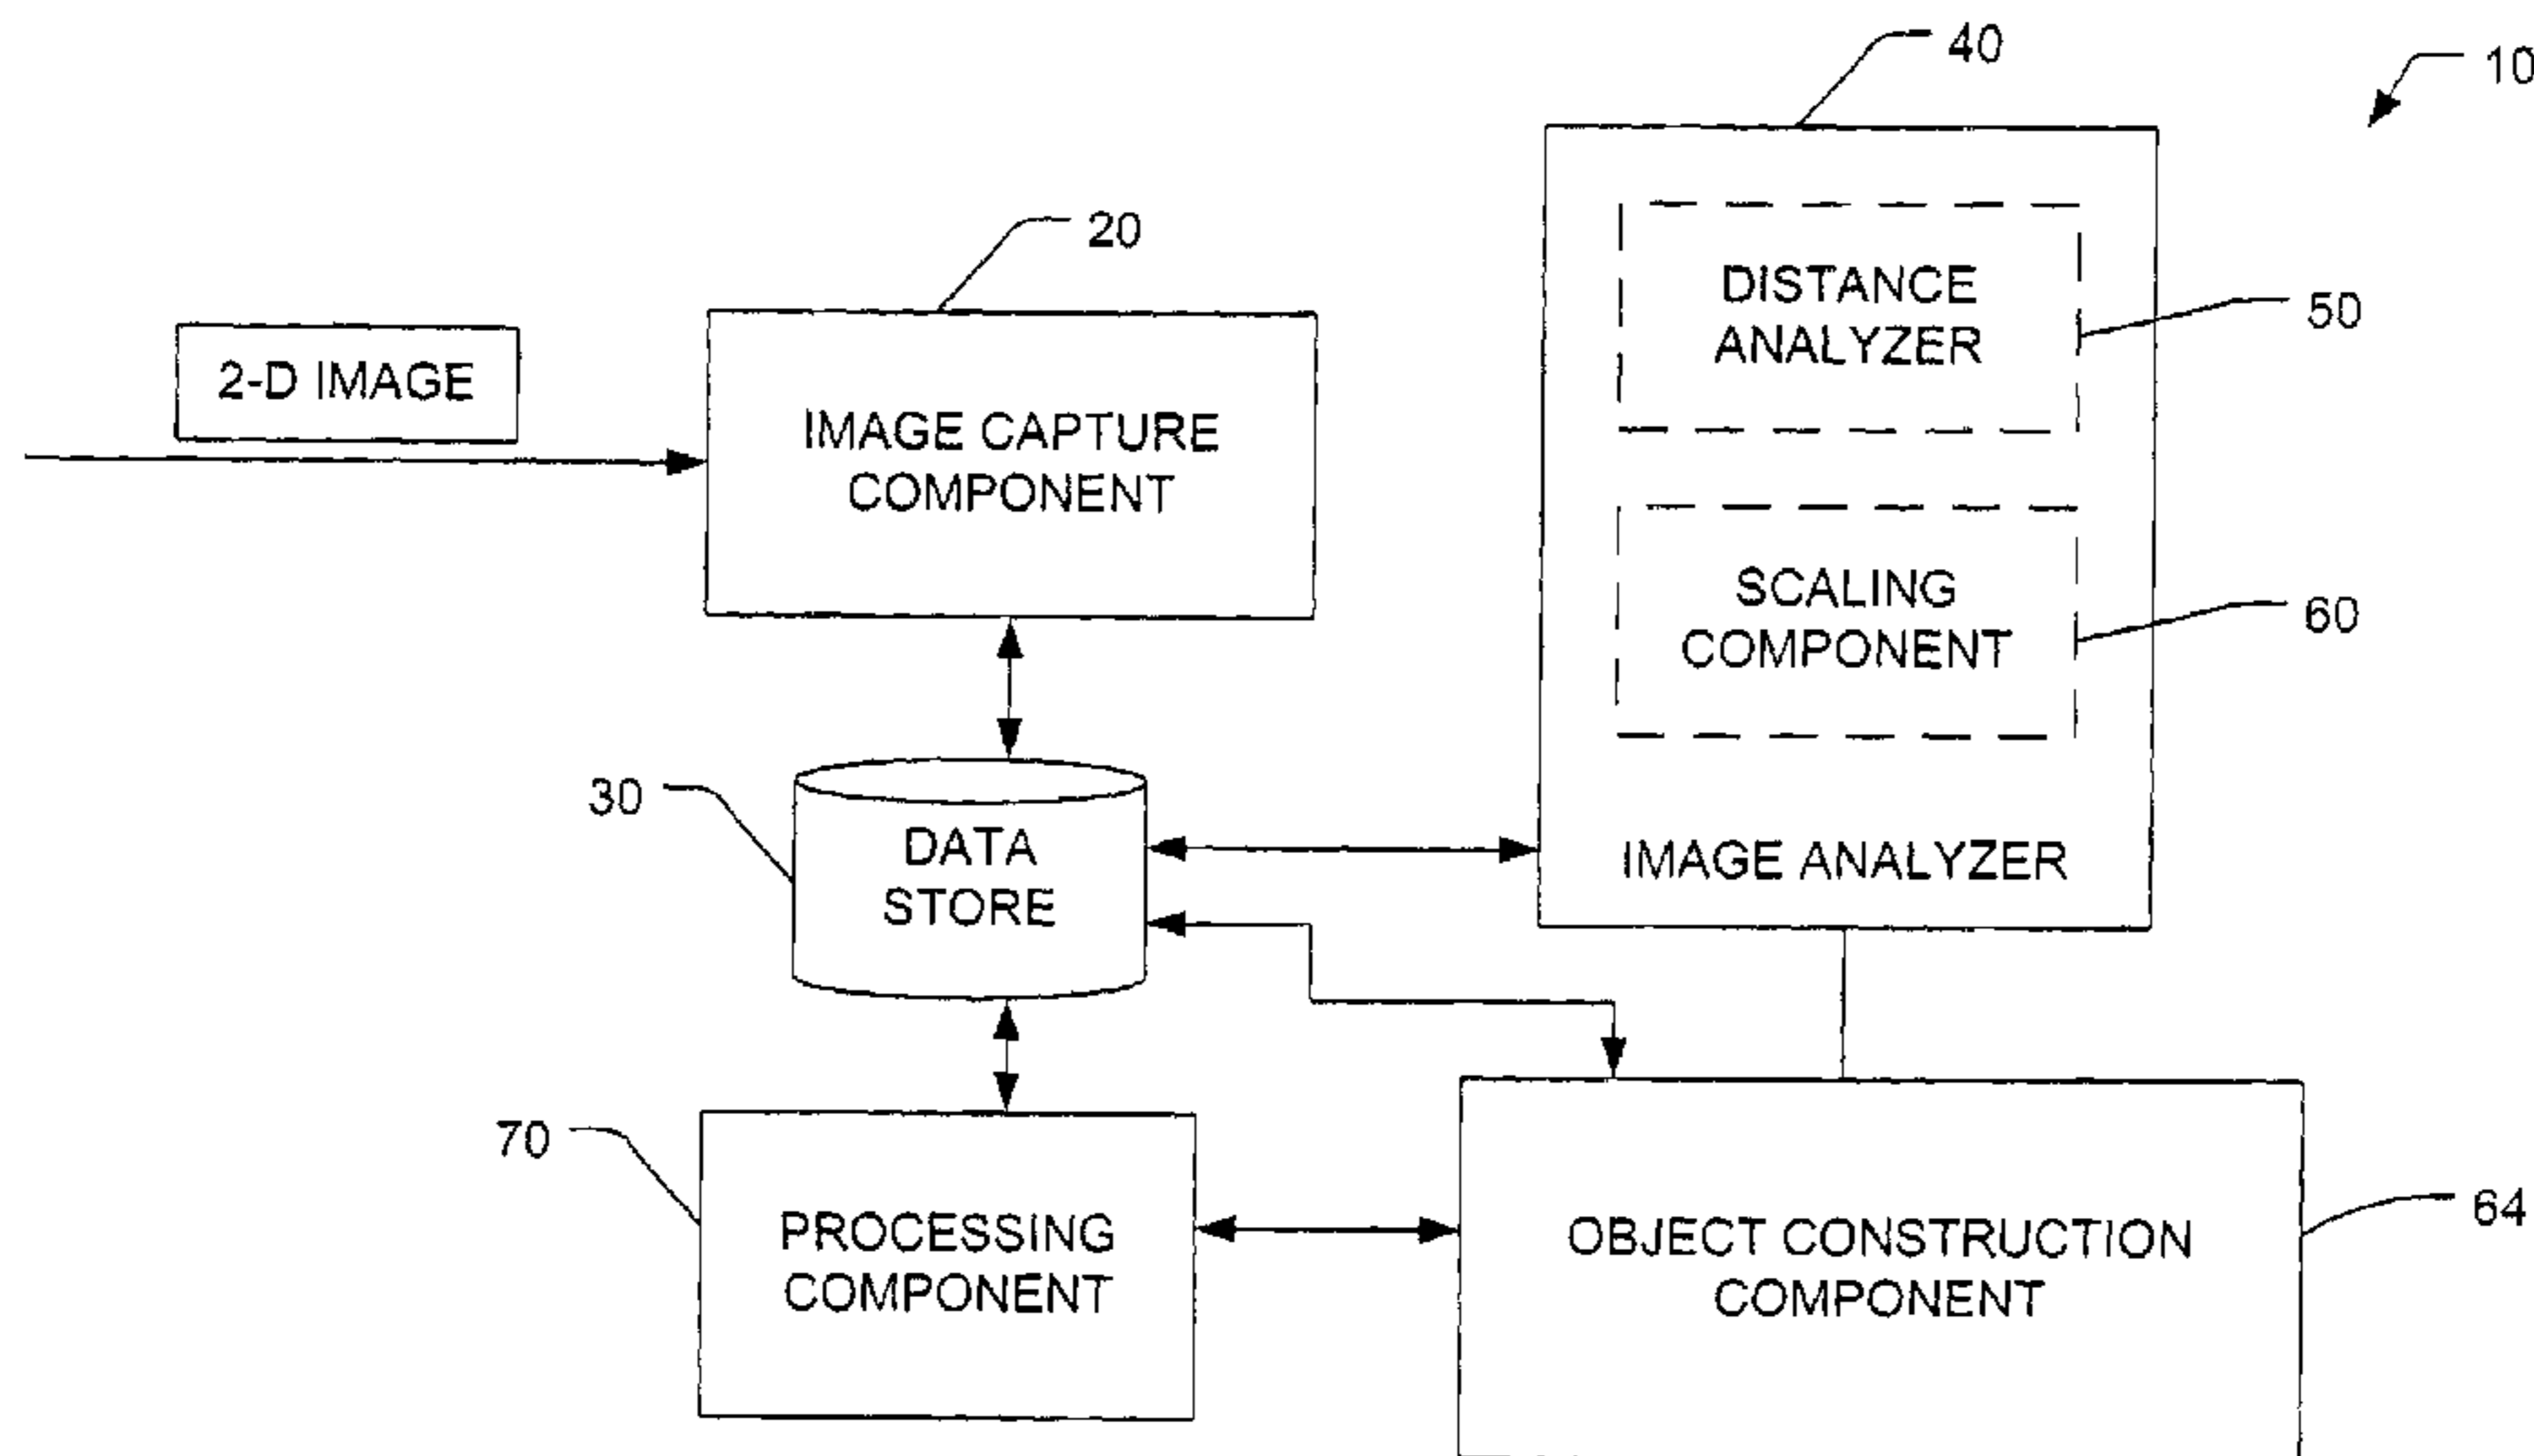 40
10
20
DISTANCE
ANALYZER
50
2-D IMAGE
IMAGE CAPTURE
COMPONENT
SCALING
COMPONENT
60
30
DATA
STORE
IMAGE ANALYZER
70
PROCESSING
COMPONENT
OBJECT CONSTRUCTION
COMPONENT
64